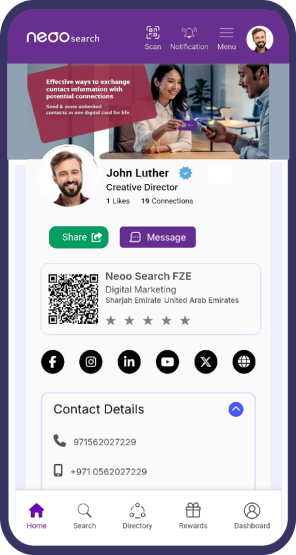 neoo search
Scan
Notification
Menu
Effective ways to exchange
contact information with
potential connections
Send & more unlimited
contacts in one digital card for life.
John Luther
Creative Director
1 Likes 19 Connections
Share
Message
Neoo Search FZE
Digital Marketing
Sharjah Emirate United Arab Emirates
Contact Details
971562027229
+971 0562027229
Home
Search
Directory
Rewards
Dashboard